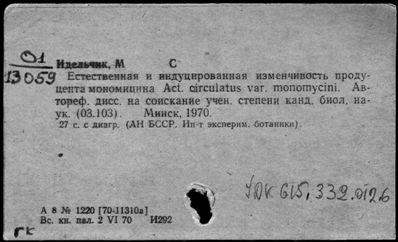 01
13059
Идельчик, М С
Естественная и индуцированная изменчивость проду-
цента мономицина Act. circulatus var. monomycini. Ав-
тореф. дисс. на соискание учен. степени канд. биол. на-
ук. (03.103). Минск, 1970.
27 с. с диагр. (АН БССР. Ин-т эксперим. ботаники).
УДК 615.332.012.6
А 8 № 1220 [70-11310а]
Вс. кн. пал. 2 VI 70 И292
гк